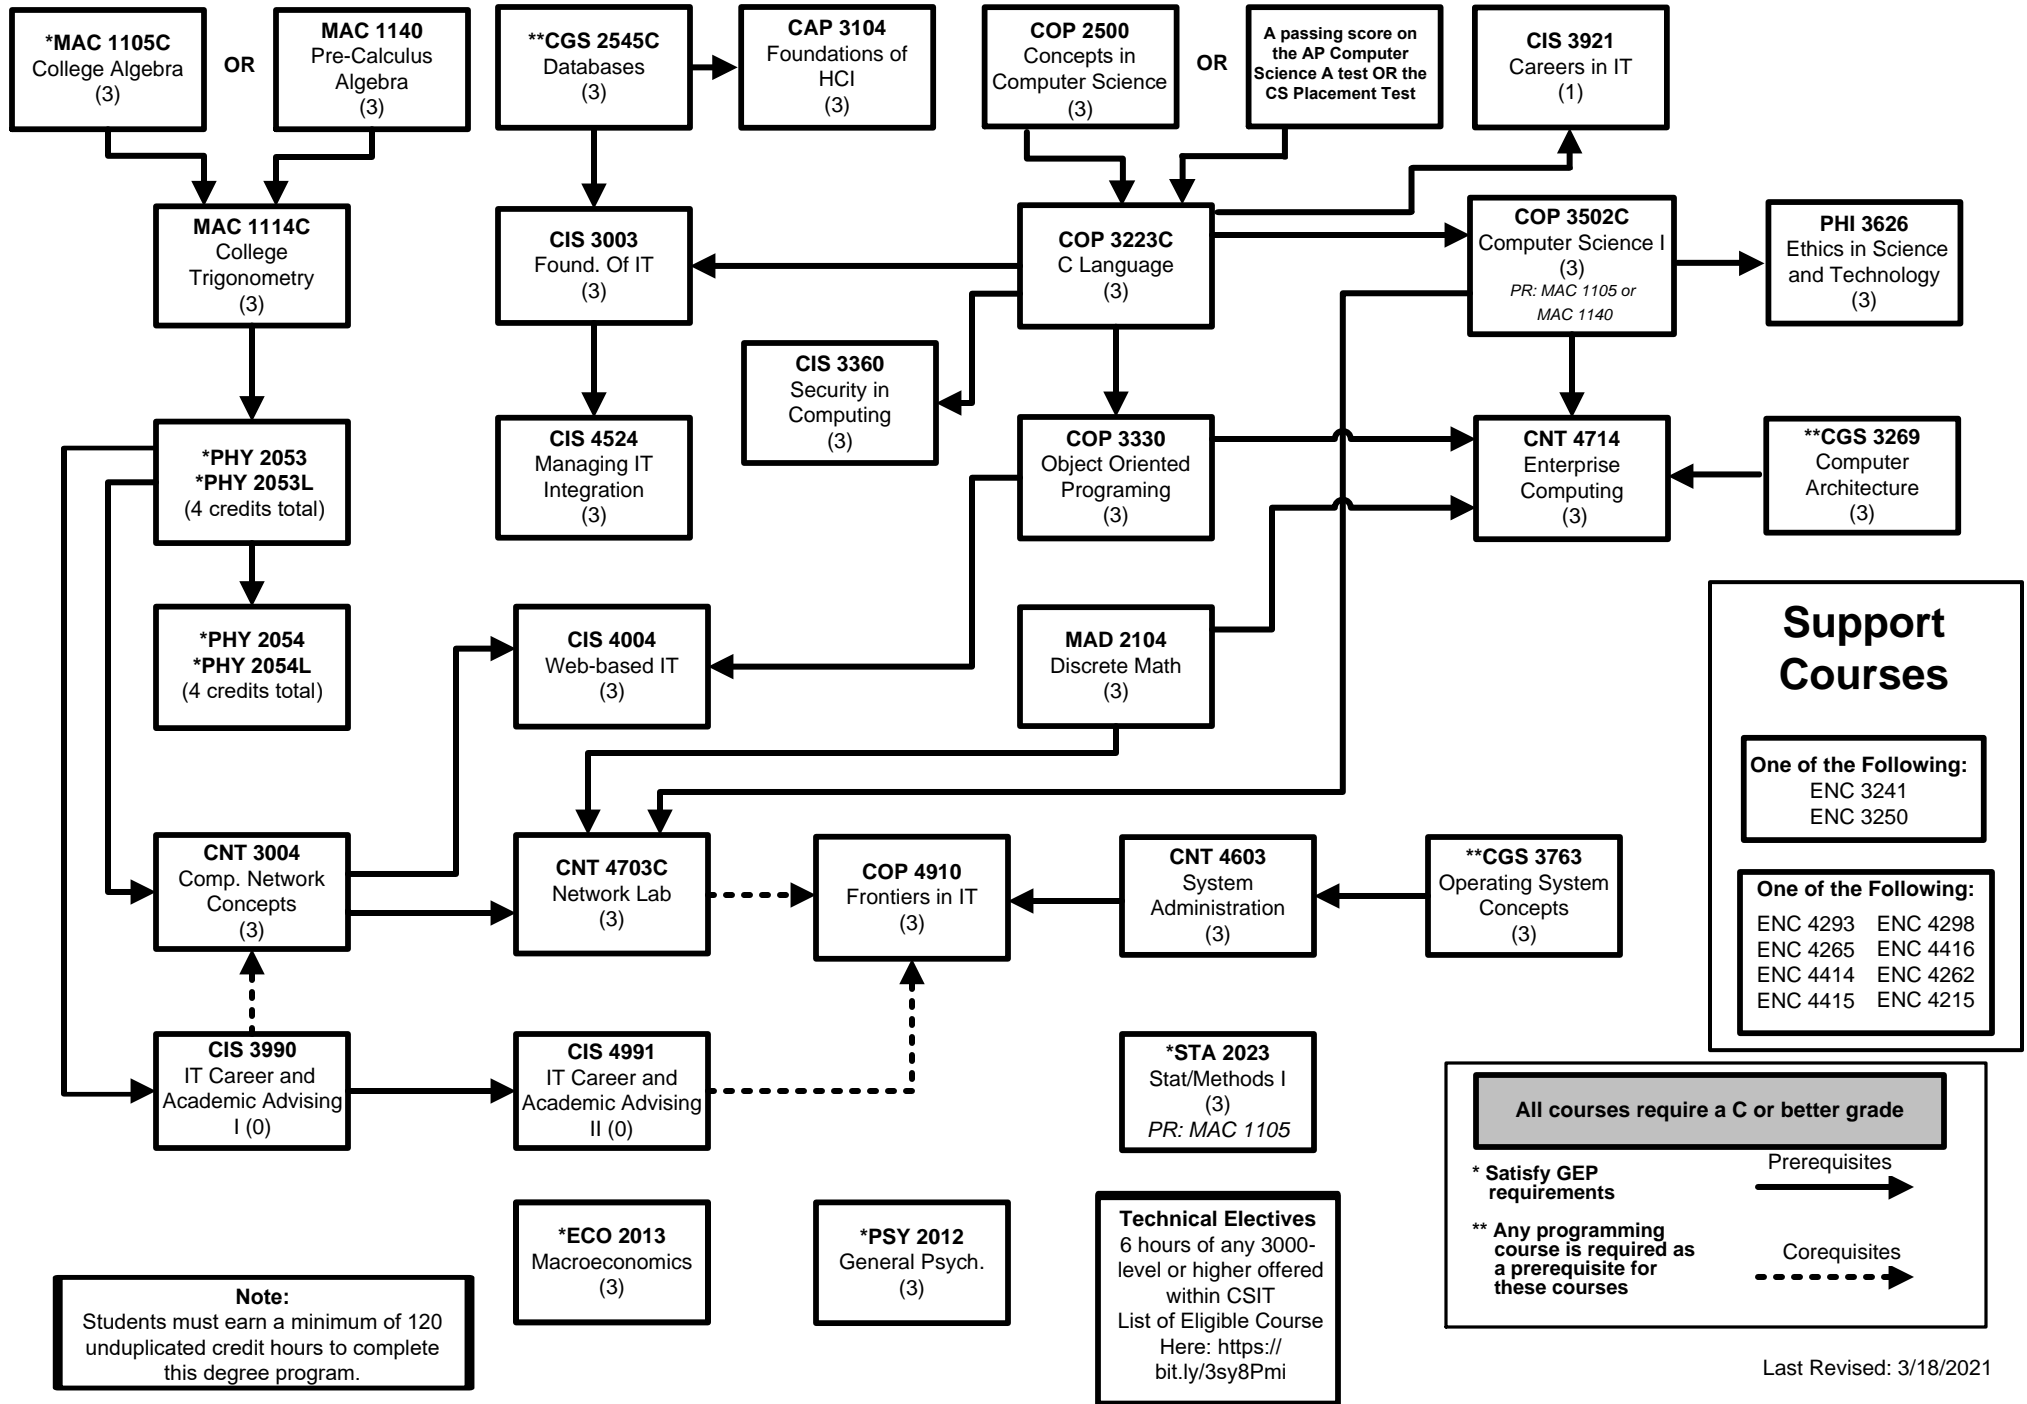 *MAC 1105C
College Algebra
(3)
OR
MAC 1140
Pre-Calculus
Algebra
(3)
**CGS 2545C
Databases
(3)
CAP 3104
Foundations of
HCI
(3)
COP 2500
Concepts in
Computer Science
(3)
OR
A passing score on
the AP Computer
Science A test OR the
CS Placement Test
CIS 3921
Careers in IT
(1)
MAC 1114C
College
Trigonometry
(3)
CIS 3003
Found. Of IT
(3)
COP 3223C
C Language
(3)
COP 3502C
Computer Science I
(3)
PR: MAC 1105 or
MAC 1140
PHI 3626
Ethics in Science
and Technology
(3)
CIS 3360
Security in
Computing
(3)
*PHY 2053
*PHY 2053L
(4 credits total)
CIS 4524
Managing IT
Integration
(3)
COP 3330
Object Oriented
Programing
(3)
CNT 4714
Enterprise
Computing
(3)
**CGS 3269
Computer
Architecture
(3)
*PHY 2054
*PHY 2054L
(4 credits total)
CIS 4004
Web-based IT
(3)
MAD 2104
Discrete Math
(3)
Support
Courses
One of the Following:
ENC 3241
ENC 3250
CNT 3004
Comp. Network
Concepts
(3)
CNT 4703C
Network Lab
(3)
COP 4910
Frontiers in IT
(3)
CNT 4603
System
Administration
(3)
**CGS 3763
Operating System
Concepts
(3)
One of the Following:
ENC 4293 ENC 4298
ENC 4265 ENC 4416
ENC 4414 ENC 4262
ENC 4415 ENC 4215
CIS 3990
IT Career and
Academic Advising
I (0)
CIS 4991
IT Career and
Academic Advising
II (0)
*STA 2023
Stat/Methods I
(3)
PR: MAC 1105
All courses require a C or better grade
* Satisfy GEP
requirements
Prerequisites
** Any programming
course is required as
a prerequisite for
these courses
Corequisites
*ECO 2013
Macroeconomics
(3)
*PSY 2012
General Psych.
(3)
Technical Electives
6 hours of any 3000-
level or higher offered
within CSIT
List of Eligible Course
Here: https://
bit.ly/3sy8Pmi
Note:
Students must earn a minimum of 120
unduplicated credit hours to complete
this degree program.
Last Revised: 3/18/2021